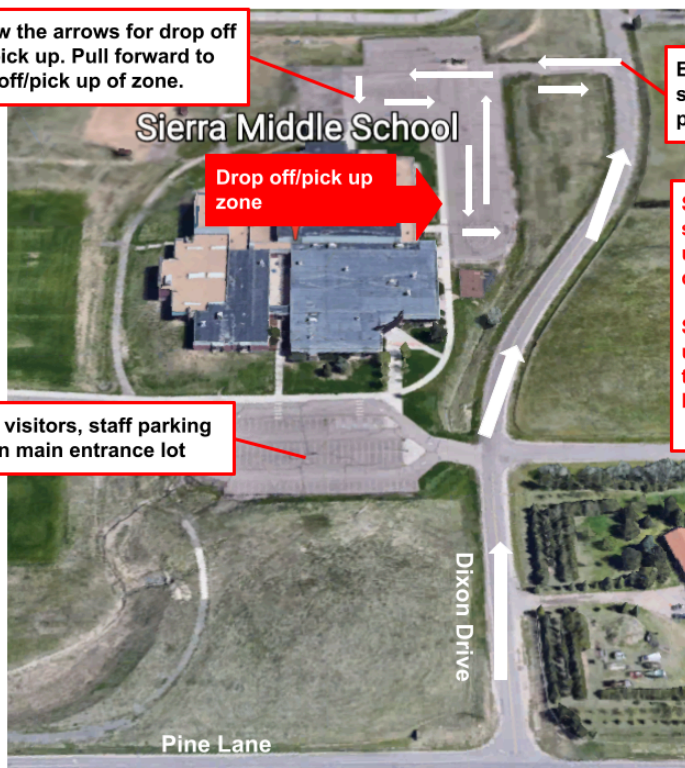 w the arrows for drop off
ick up. Pull forward to
off/pick up of zone.
Sierra Middle School
Drop off/pick up
zone
visitors, staff parking
n main entrance lot
Dixon Drive
Pine Lane